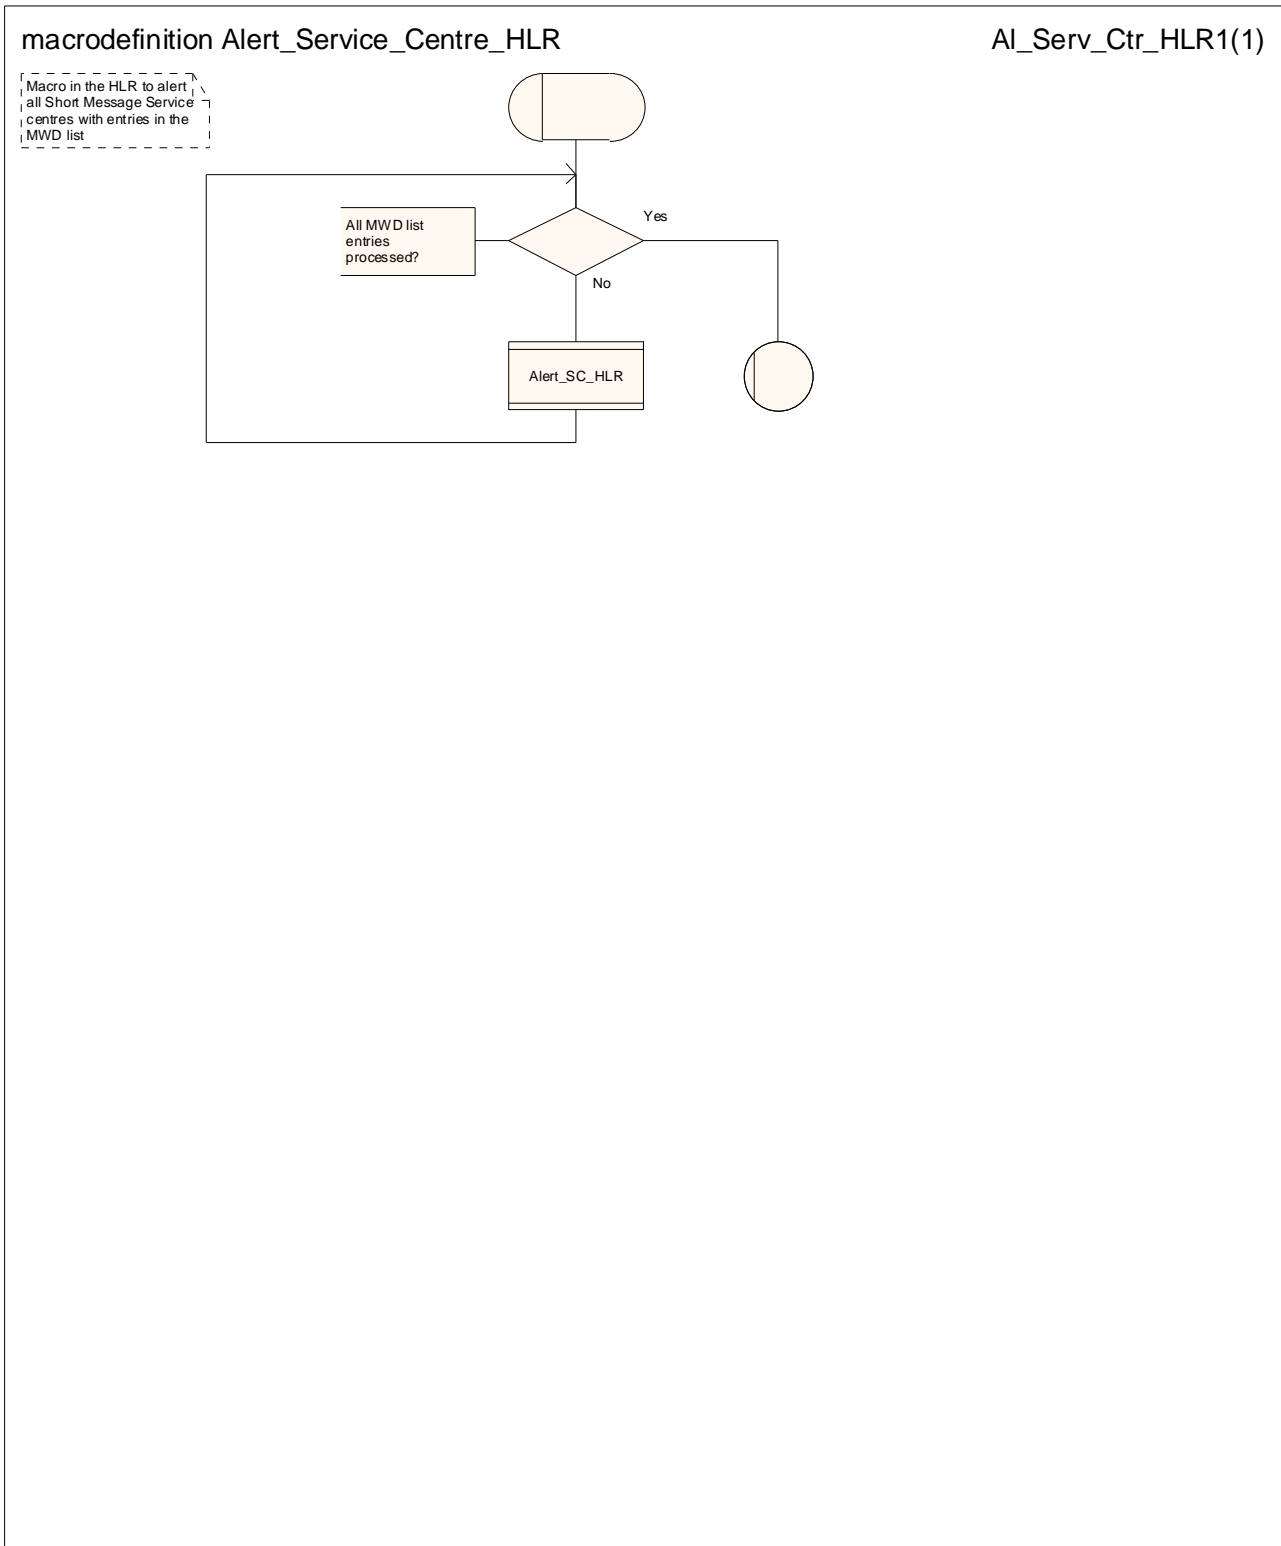 macrodefinition Alert_Service_Centre_HLR
Al_Serv_Ctr_HLR1(1)
Macro in the HLR to alert
all Short Message Service
centres with entries in the
MWD list
All MWD list
entries
processed?
Yes
No
Alert_SC_HLR